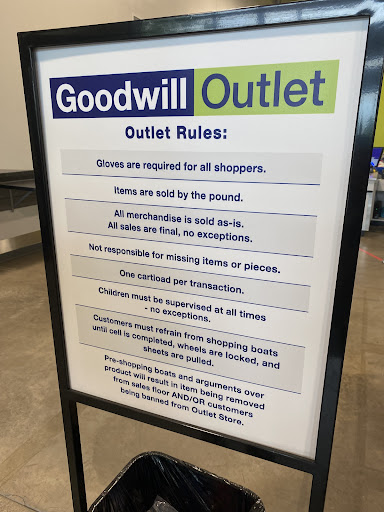 Goodwill Outlet
Outlet Rules:
Gloves are required for all shoppers.
Items are sold by the pound.
All merchandise is sold as-is.
All sales are final, no exceptions.
Not responsible for missing items or pieces.
One cartload per transaction.
Children must be supervised at all times
- no exceptions.
Customers must refrain from shopping boats
until cell is completed, wheels are locked, and
sheets are pulled.
Pre-shopping boats and arguments over
product will result in item being removed
from sales floor AND/OR customers
being banned from Outlet Store.